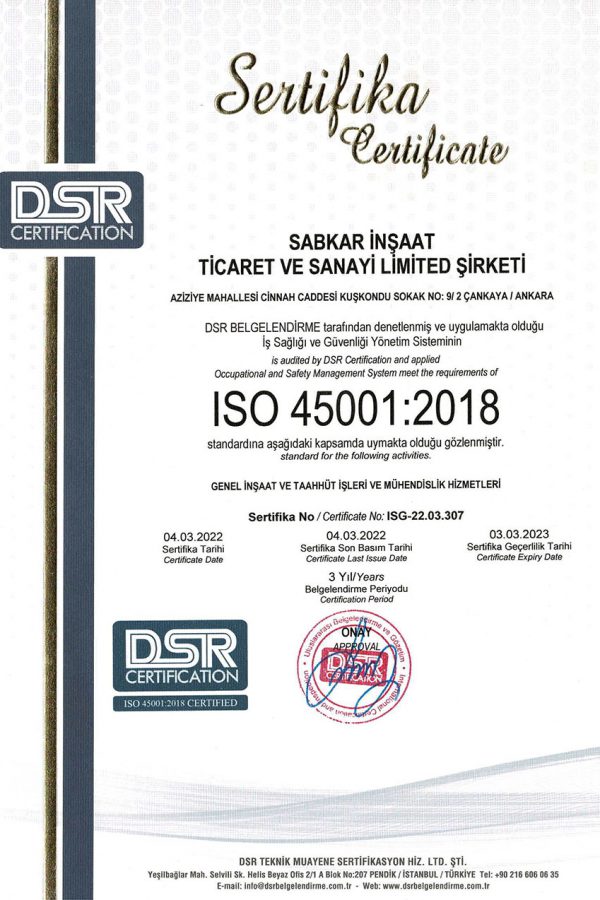 Sertifika
Certificate
DSR
CERTIFICATION
SABKAR İNŞAAT
TİCARET VE SANAYİ LİMİTED ŞİRKETİ
AZİZİYE MAHALLESİ CİNNAH CADDESİ KUŞKONDU SOKAK NO: 9/ 2 ÇANKAYA / ANKARA
DSR BELGELENDİRME tarafından denetlenmiş ve uygulamakta olduğu
İş Sağlığı ve Güvenliği Yönetim Sisteminin
is audited by DSR Certification and applied
Occupational and Safety Management System meet the requirements of
ISO 45001:2018
standardına aşağıdaki kapsamda uymakta olduğu gözlenmiştir.
standard for the following activities.
GENEL İNŞAAT VE TAAHHÜT İŞLERİ VE MÜHENDİSLİK HİZMETLERİ
Sertifika No / Certificate No: ISG-22.03.307
04.03.2022 04.03.2022 03.03.2023
Sertifika Tarihi Sertifika Son Basım Tarihi Sertifika Geçerlilik Tarihi
Certificate Date Certificate Last Issue Date Certificate Expiry Date
3 Yıl/Years
Belgelendirme Periyodu
Certification Period
DSR
CERTIFICATION
ISO 45001:2018 CERTIFIED
Uluslararası Belgelendirme ve Gözetim
ONAY
APPROVAL
DSR
CERTIFICATION
International Certification and Inspection
DSR TEKNİK MUAYENE SERTİFİKASYON HİZ. LTD. ŞTİ.
Yeşilbağlar Mah. Selvili Sk. Helis Beyaz Ofis 2/1 A Blok No:207 PENDİK / İSTANBUL / TÜRKİYE Tel: +90 216 606 06 35
E-mail: info@dsrbelgelendirme.com.tr - Web: www.dsrbelgelendirme.com.tr